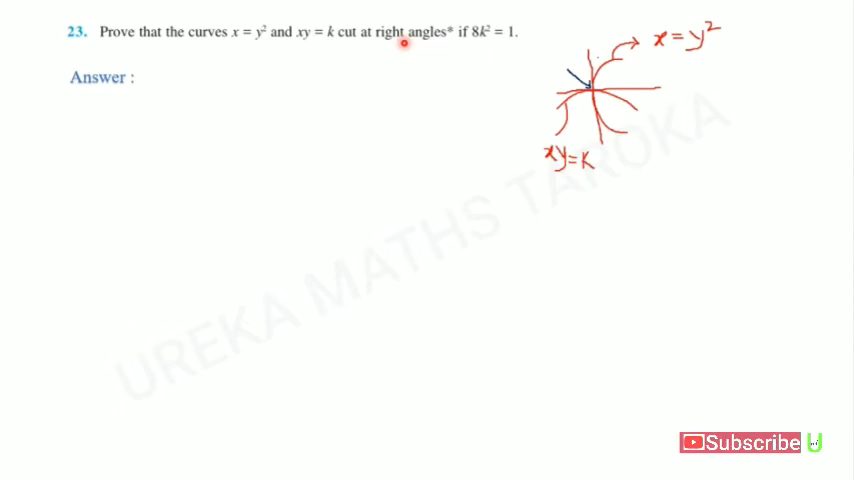 23. Prove that the curves x = y² and xy = k cut at right angles* if 8k² = 1.
x = y²
Answer :
xy = k
UREKA MATHS TAROKA
Subscribe U